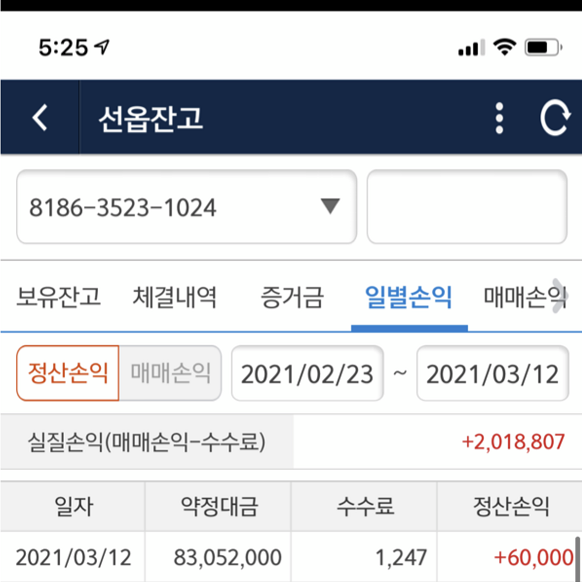 5:25
선옵잔고
8186-3523-1024
보유잔고 체결내역 증거금 일별손익 매매손익
정산손익 매매손익 2021/02/23 ~ 2021/03/12
실질손익(매매손익-수수료) +2,018,807
일자 약정대금 수수료 정산손익
2021/03/12 83,052,000 1,247 +60,000